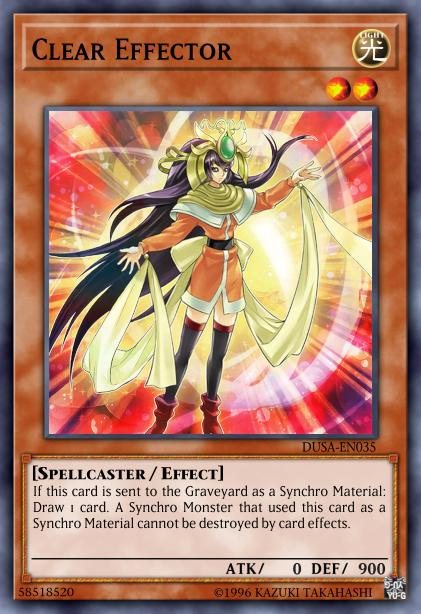 CLEAR EFFECTOR
LIGHT
光
DUSA-EN035
[SPELLCASTER / EFFECT]
If this card is sent to the Graveyard as a Synchro Material:
Draw 1 card. A Synchro Monster that used this card as a
Synchro Material cannot be destroyed by card effects.
ATK/ 0 DEF/ 900
58518520
©1996 KAZUKI TAKAHASHI